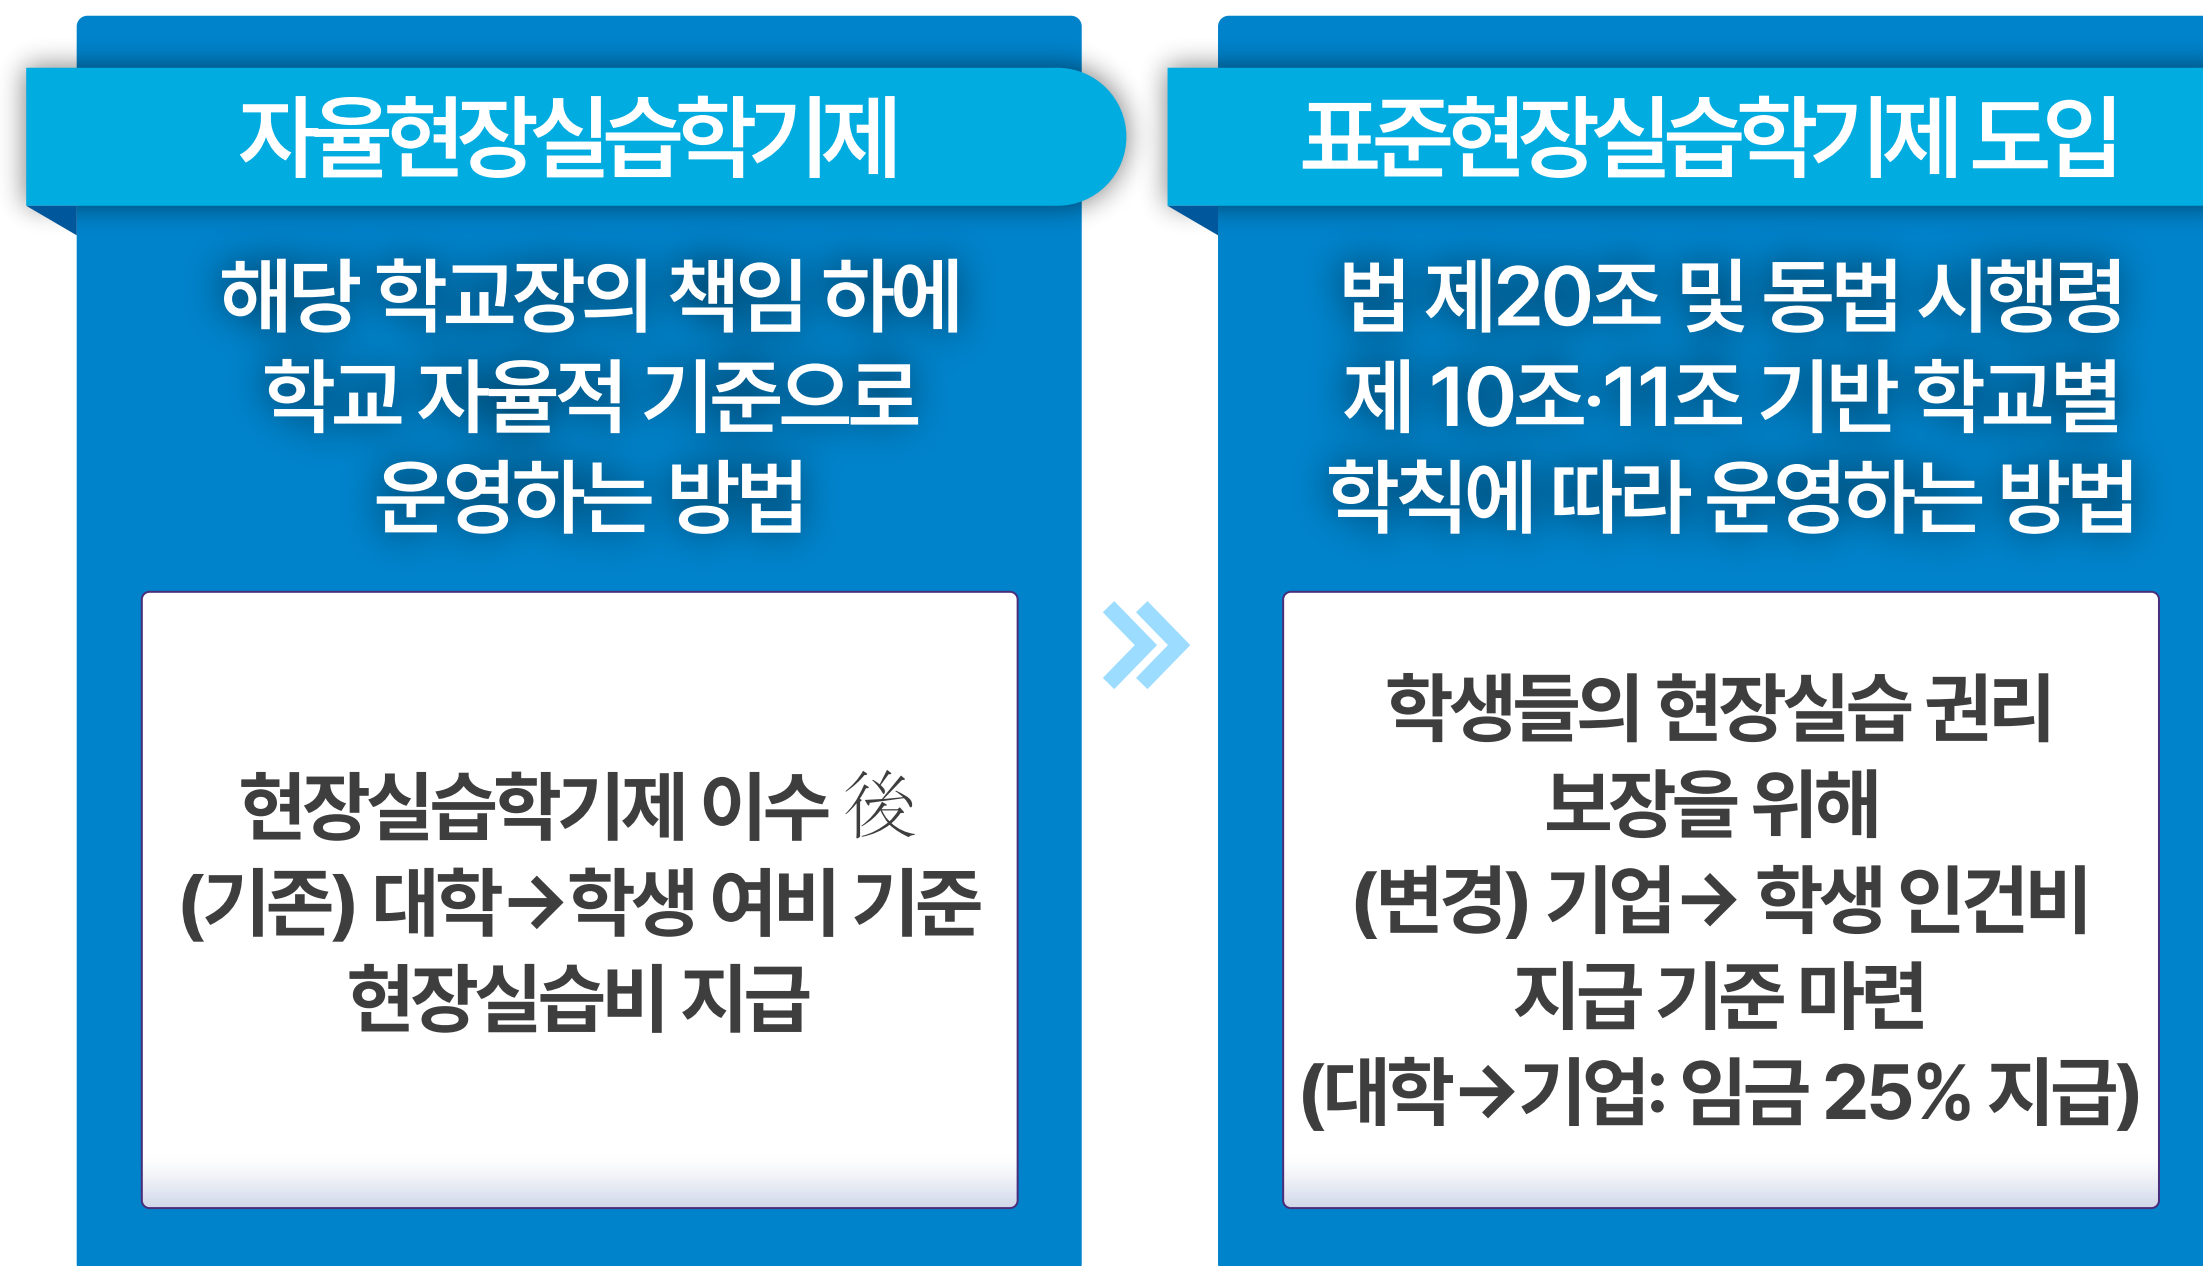 자율현장실습학기제
해당 학교장의 책임 하에
학교 자율적 기준으로
운영하는 방법
현장실습학기제 이수 後
(기존) 대학→학생 여비 기준
현장실습비 지급
표준현장실습학기제 도입
법 제20조 및 동법 시행령
제 10조·11조 기반 학교별
학칙에 따라 운영하는 방법
학생들의 현장실습 권리
보장을 위해
(변경) 기업→ 학생 인건비
지급 기준 마련
(대학→기업: 임금 25% 지급)